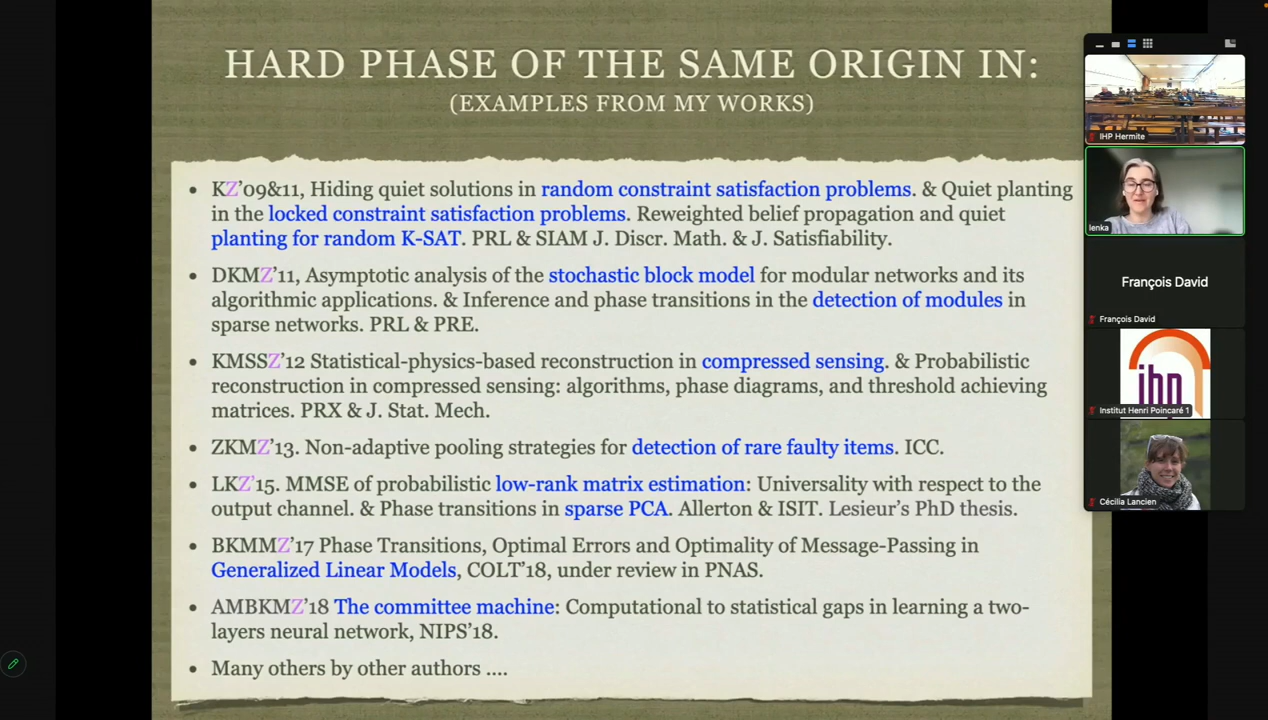 HARD PHASE OF THE SAME ORIGIN IN:
(EXAMPLES FROM MY WORKS)
• KZ'09&11, Hiding quiet solutions in random constraint satisfaction problems. & Quiet planting
in the locked constraint satisfaction problems. Reweighted belief propagation and quiet
planting for random K-SAT. PRL & SIAM J. Discr. Math. & J. Satisfiability.
• DKMZ'11, Asymptotic analysis of the stochastic block model for modular networks and its
algorithmic applications. & Inference and phase transitions in the detection of modules in
sparse networks. PRL & PRE.
• KMSSZ'12 Statistical-physics-based reconstruction in compressed sensing. & Probabilistic
reconstruction in compressed sensing: algorithms, phase diagrams, and threshold achieving
matrices. PRX & J. Stat. Mech.
• ZKMZ'13. Non-adaptive pooling strategies for detection of rare faulty items. ICC.
• LKZ'15. MMSE of probabilistic low-rank matrix estimation: Universality with respect to the
output channel. & Phase transitions in sparse PCA. Allerton & ISIT. Lesieur's PhD thesis.
• BKMMZ'17 Phase Transitions, Optimal Errors and Optimality of Message-Passing in
Generalized Linear Models, COLT'18, under review in PNAS.
• AMBKMZ'18 The committee machine: Computational to statistical gaps in learning a two-
layers neural network, NIPS'18.
• Many others by other authors ....
IHP Hermite
lenka
François David
François David
ihp
Institut Henri Poincaré 1
Cécilia Lancien